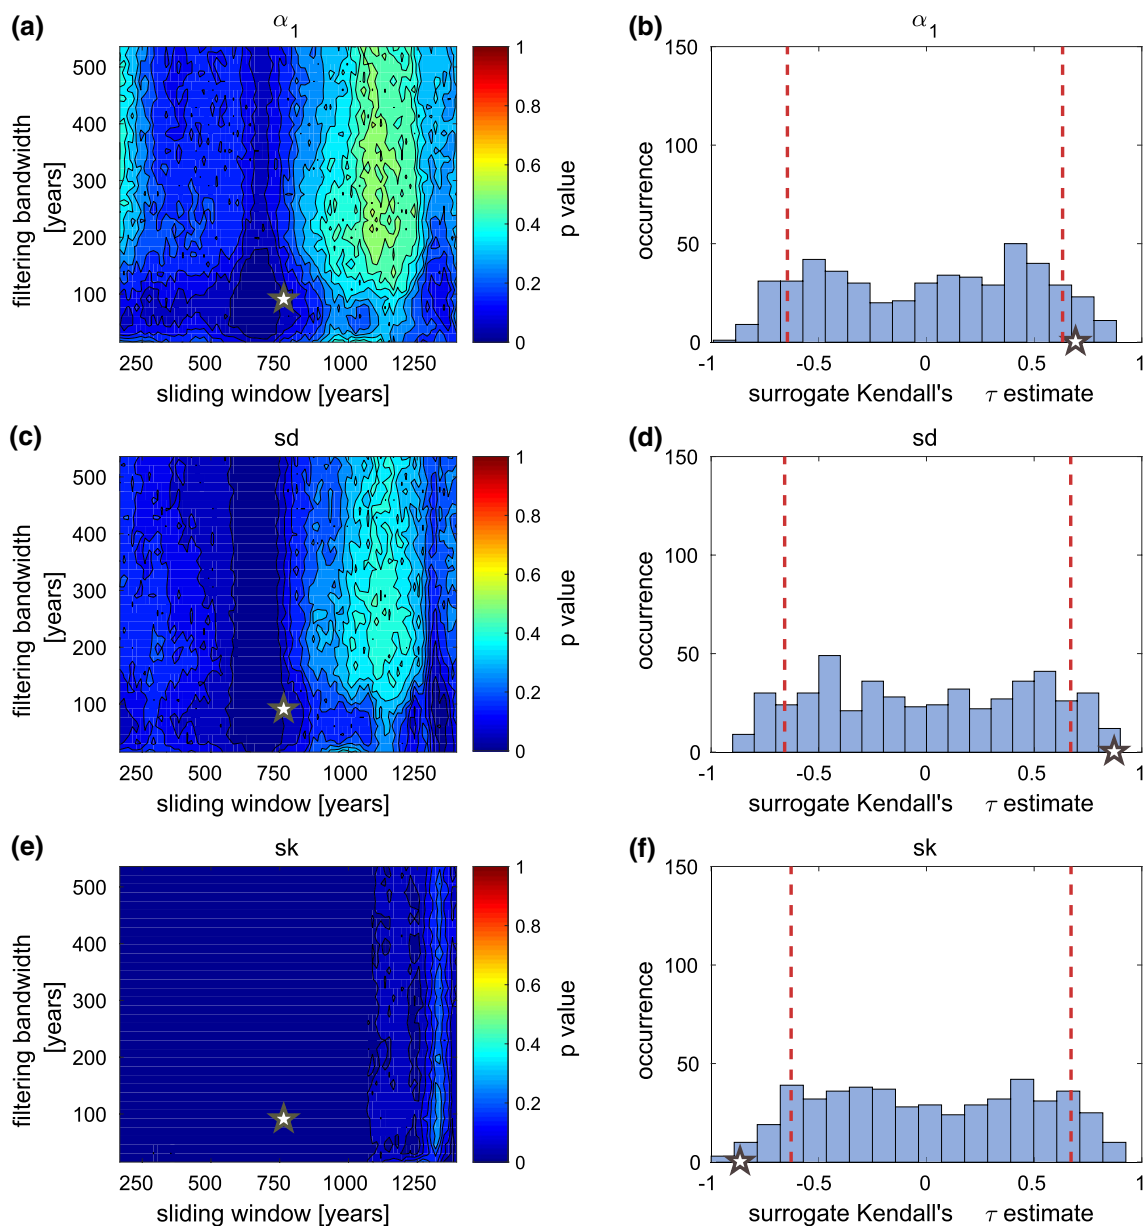 (a)
α1
500
400
300
200
100
250
500
750
1000
1250
filtering bandwidth
[years]
sliding window [years]
1
0.8
0.6
0.4
0.2
0
p value
(b)
α1
150
100
50
0
-1
-0.5
0
0.5
1
occurrence
surrogate Kendall's τ estimate
(c)
sd
500
400
300
200
100
250
500
750
1000
1250
filtering bandwidth
[years]
sliding window [years]
1
0.8
0.6
0.4
0.2
0
p value
(d)
sd
150
100
50
0
-1
-0.5
0
0.5
1
occurrence
surrogate Kendall's τ estimate
(e)
sk
500
400
300
200
100
250
500
750
1000
1250
filtering bandwidth
[years]
sliding window [years]
1
0.8
0.6
0.4
0.2
0
p value
(f)
sk
150
100
50
0
-1
-0.5
0
0.5
1
occurrence
surrogate Kendall's τ estimate